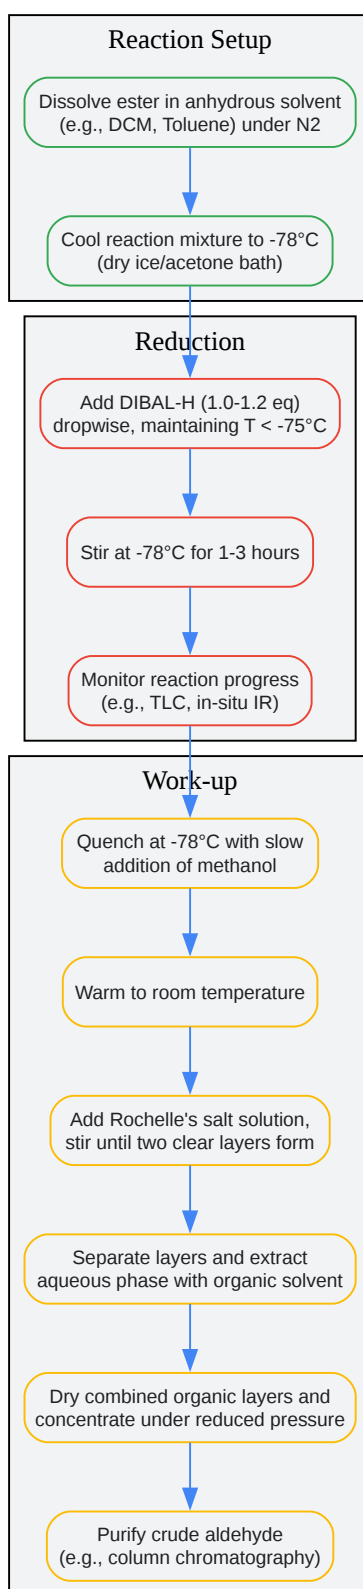 Reaction Setup
Dissolve ester in anhydrous solvent
(e.g., DCM, Toluene) under N2
Cool reaction mixture to -78°C
(dry ice/acetone bath)
Reduction
Add DIBAL-H (1.0-1.2 eq)
dropwise, maintaining T < -75°C
Stir at -78°C for 1-3 hours
Monitor reaction progress
(e.g., TLC, in-situ IR)
Work-up
Quench at -78°C with slow
addition of methanol
Warm to room temperature
Add Rochelle's salt solution,
stir until two clear layers form
Separate layers and extract
aqueous phase with organic solvent
Dry combined organic layers and
concentrate under reduced pressure
Purify crude aldehyde
(e.g., column chromatography)